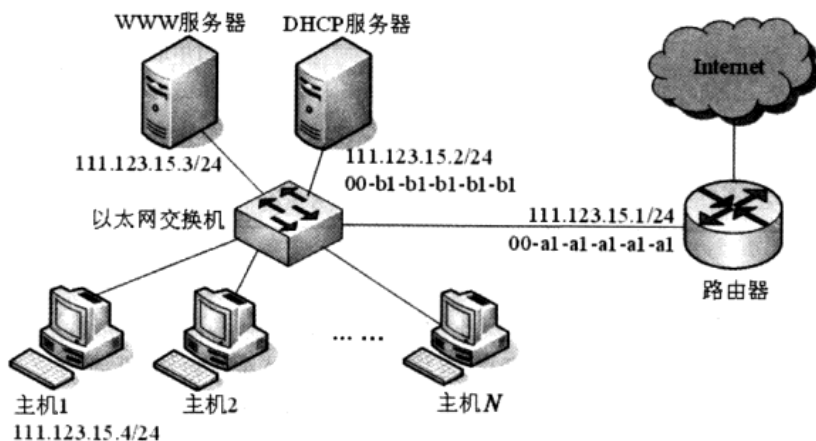 WWW服务器
DHCP服务器
Internet
111.123.15.3/24
111.123.15.2/24
00-b1-b1-b1-b1-b1
以太网交换机
111.123.15.1/24
00-a1-a1-a1-a1-a1
路由器
... ...
主机1
主机2
主机N
111.123.15.4/24